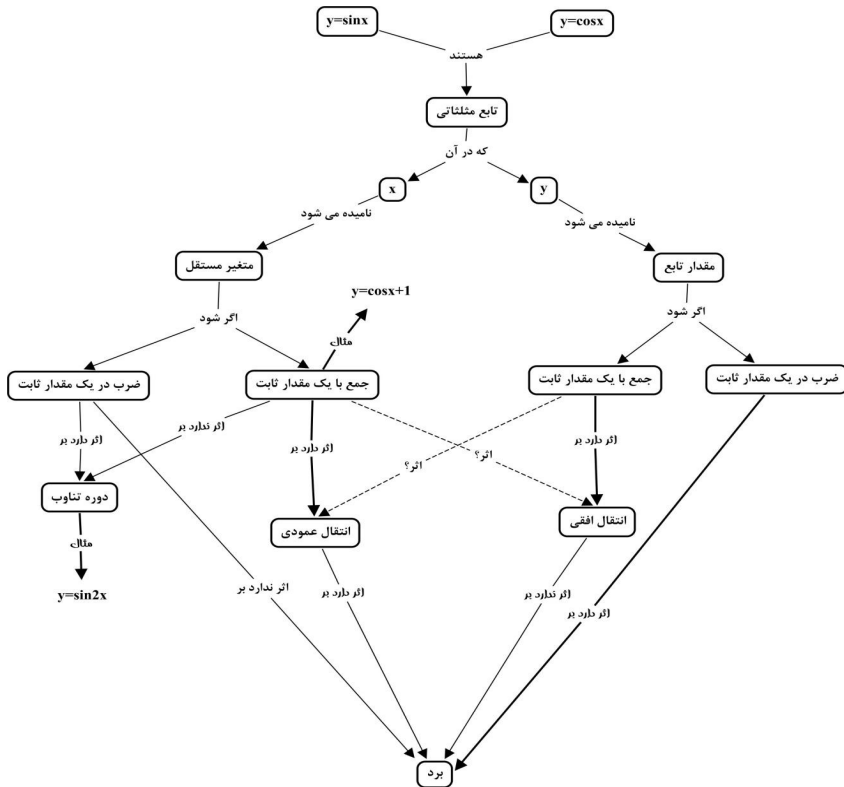 y=sinx
y=cosx
هستند
تابع مثلثاتی
که در آن
x
y
نامیده می شود
نامیده می شود
متغیر مستقل
مقدار تابع
y=cosx+1
اگر شود
اگر شود
مثال
ضرب در یک مقدار ثابت
جمع با یک مقدار ثابت
جمع با یک مقدار ثابت
ضرب در یک مقدار ثابت
اثر دارد بر
اثر ندارد بر
اثر دارد بر
اثر؟
اثر؟
اثر دارد بر
دوره تناوب
انتقال عمودی
انتقال افقی
مثال
y=sin2x
اثر ندارد بر
اثر دارد بر
اثر ندارد بر
اثر دارد بر
برد